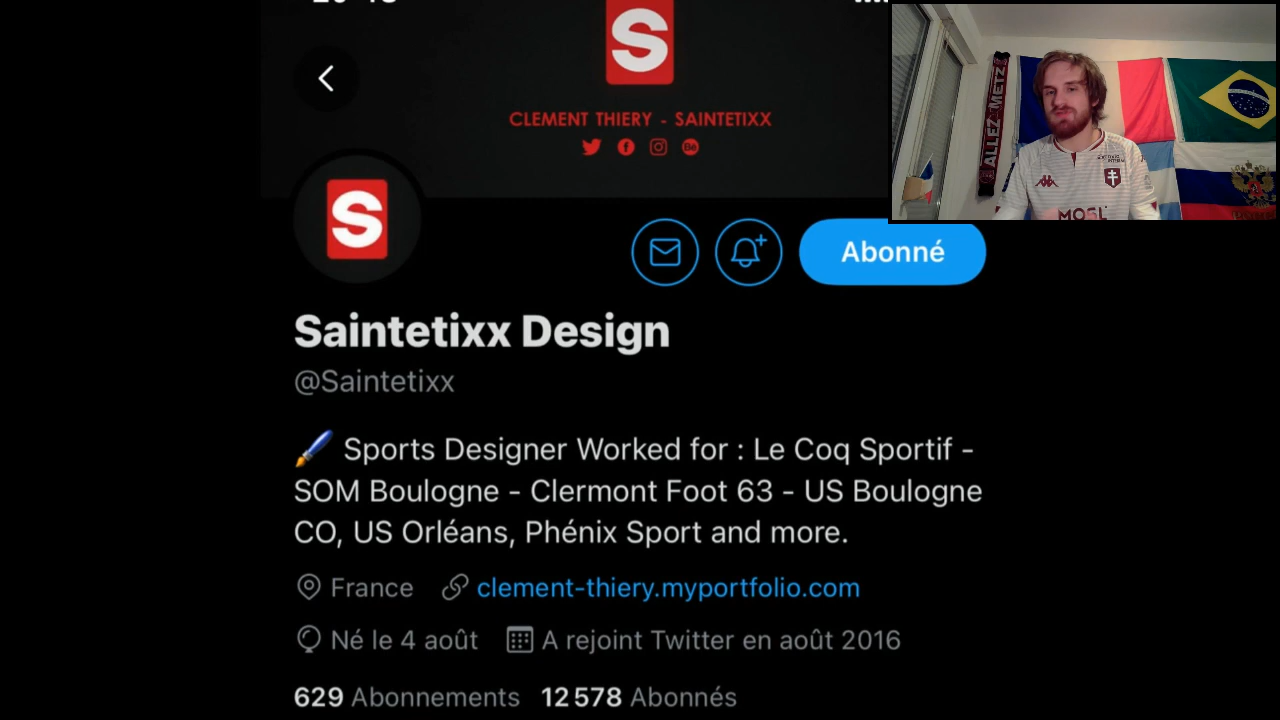 S
CLEMENT THIERY - SAINTETIXX
S
Abonné
Saintetixx Design
@Saintetixx
Sports Designer Worked for : Le Coq Sportif -
SOM Boulogne - Clermont Foot 63 - US Boulogne
CO, US Orléans, Phénix Sport and more.
France clement-thiery.myportfolio.com
Né le 4 août A rejoint Twitter en août 2016
629 Abonnements 12 578 Abonnés
ALLEZ METZ
MOSL